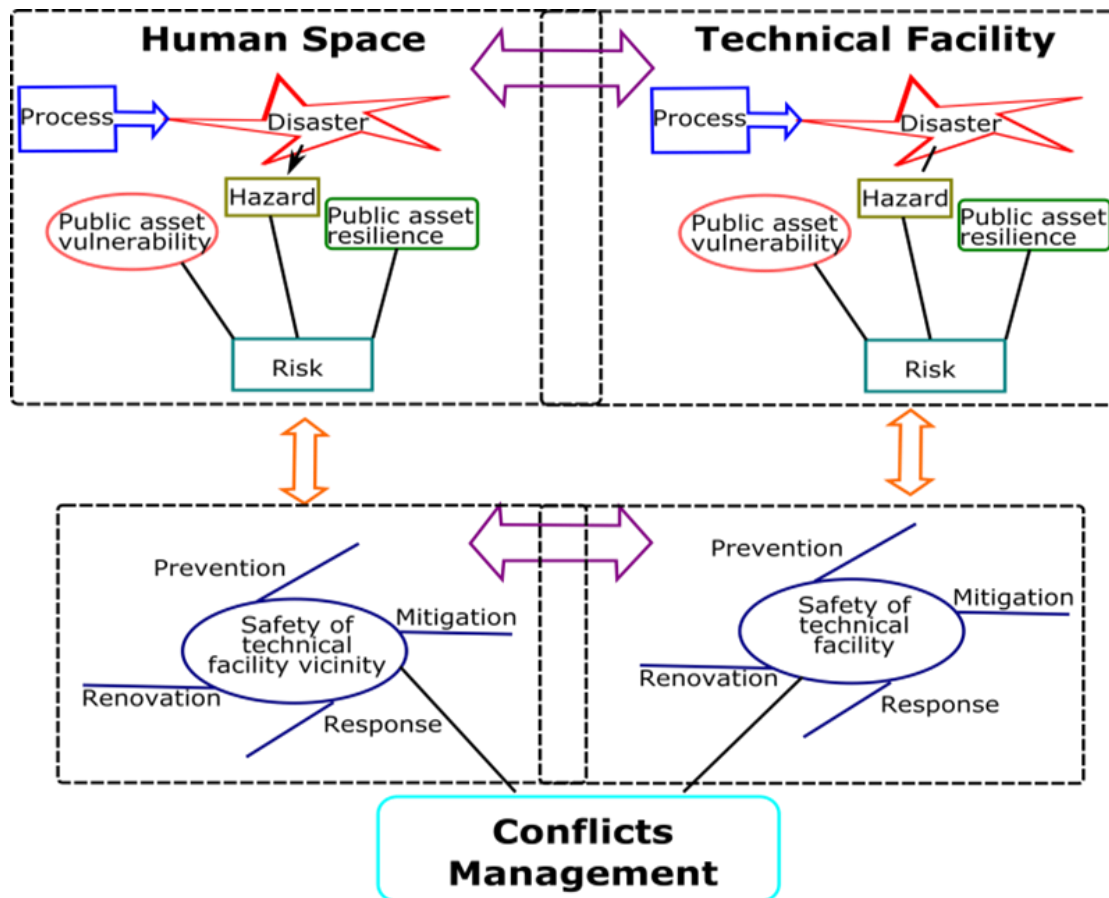 Human Space
Technical Facility
Process
Disaster
Hazard
Public asset
vulnerability
Public asset
resilience
Risk
Process
Disaster
Hazard
Public asset
vulnerability
Public asset
resilience
Risk
Prevention
Mitigation
Safety of
technical
facility vicinity
Renovation
Response
Prevention
Mitigation
Safety of
technical
facility
Renovation
Response
Conflicts
Management